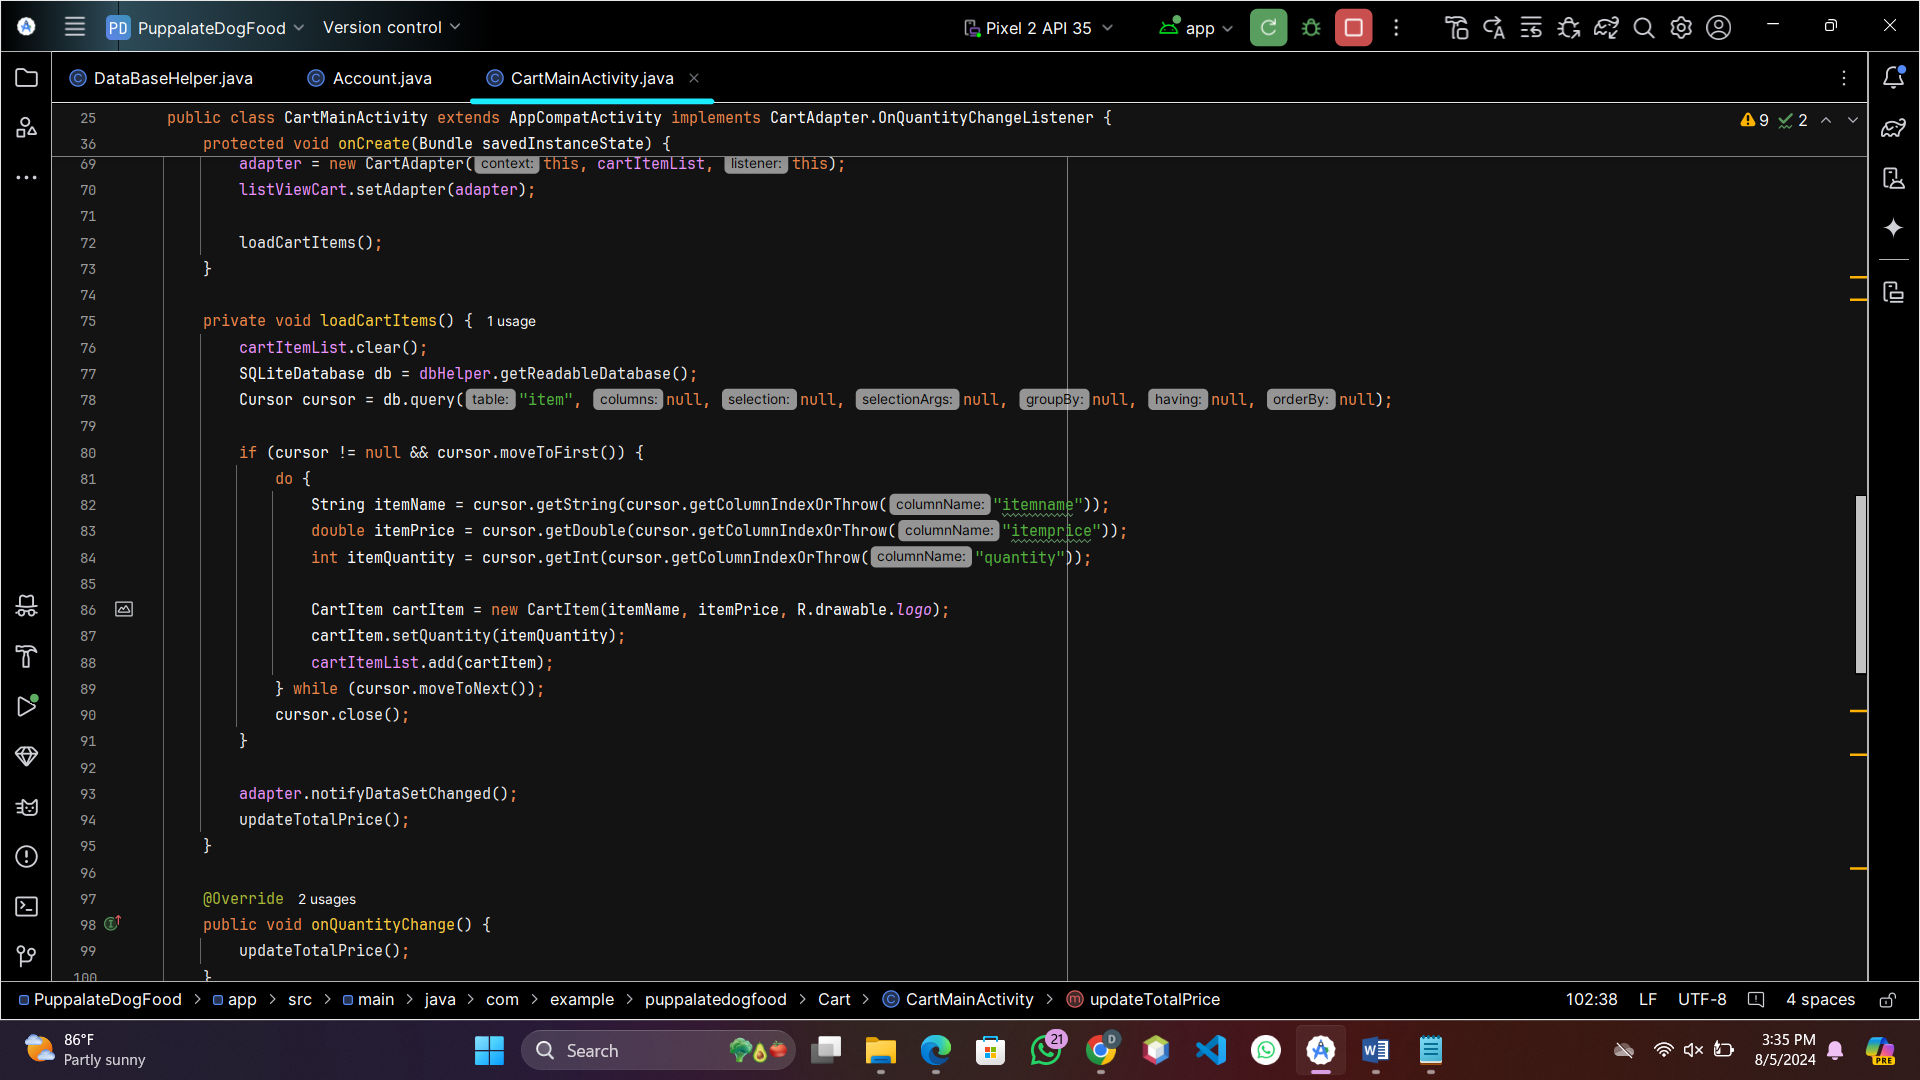 PD PuppalateDogFood Version control Pixel 2 API 35 app
DataBaseHelper.java Account.java CartMainActivity.java
25 public class CartMainActivity extends AppCompatActivity implements CartAdapter.OnQuantityChangeListener { 9 2
36 protected void onCreate(Bundle savedInstanceState) {
69 adapter = new CartAdapter( context: this, cartItemList, listener: this);
70 listViewCart.setAdapter(adapter);
71
72 loadCartItems();
73 }
74
75 private void loadCartItems() { 1 usage
76 cartItemList.clear();
77 SQLiteDatabase db = dbHelper.getReadableDatabase();
78 Cursor cursor = db.query( table: "item", columns: null, selection: null, selectionArgs: null, groupBy: null, having: null, orderBy: null);
79
80 if (cursor != null && cursor.moveToFirst()) {
81 do {
82 String itemName = cursor.getString(cursor.getColumnIndexOrThrow( columnName: "itemname"));
83 double itemPrice = cursor.getDouble(cursor.getColumnIndexOrThrow( columnName: "itemprice"));
84 int itemQuantity = cursor.getInt(cursor.getColumnIndexOrThrow( columnName: "quantity"));
85
86 CartItem cartItem = new CartItem(itemName, itemPrice, R.drawable.logo);
87 cartItem.setQuantity(itemQuantity);
88 cartItemList.add(cartItem);
89 } while (cursor.moveToNext());
90 cursor.close();
91 }
92
93 adapter.notifyDataSetChanged();
94 updateTotalPrice();
95 }
96
97 @Override 2 usages
98 public void onQuantityChange() {
99 updateTotalPrice();
100 }
PuppalateDogFood > app > src > main > java > com > example > puppalatedogfood > Cart > CartMainActivity > updateTotalPrice 102:38 LF UTF-8 4 spaces
86°F
Partly sunny
Search
21
D
PRE
3:35 PM
8/5/2024